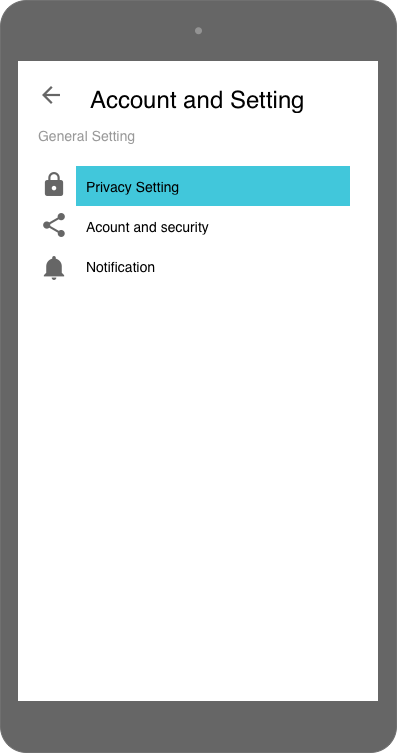 Account and Setting
General Setting
Privacy Setting
Acount and security
Notification